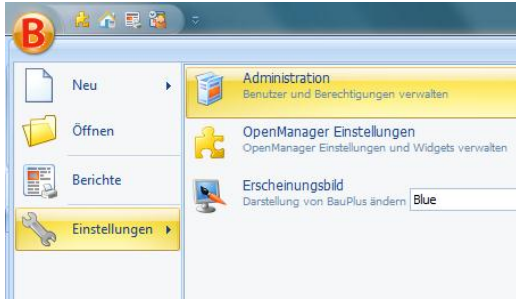 B
Neu
Öffnen
Berichte
Einstellungen
Administration
Benutzer und Berechtigungen verwalten
OpenManager Einstellungen
OpenManager Einstellungen und Widgets verwalten
Erscheinungsbild
Darstellung von BauPlus ändern Blue